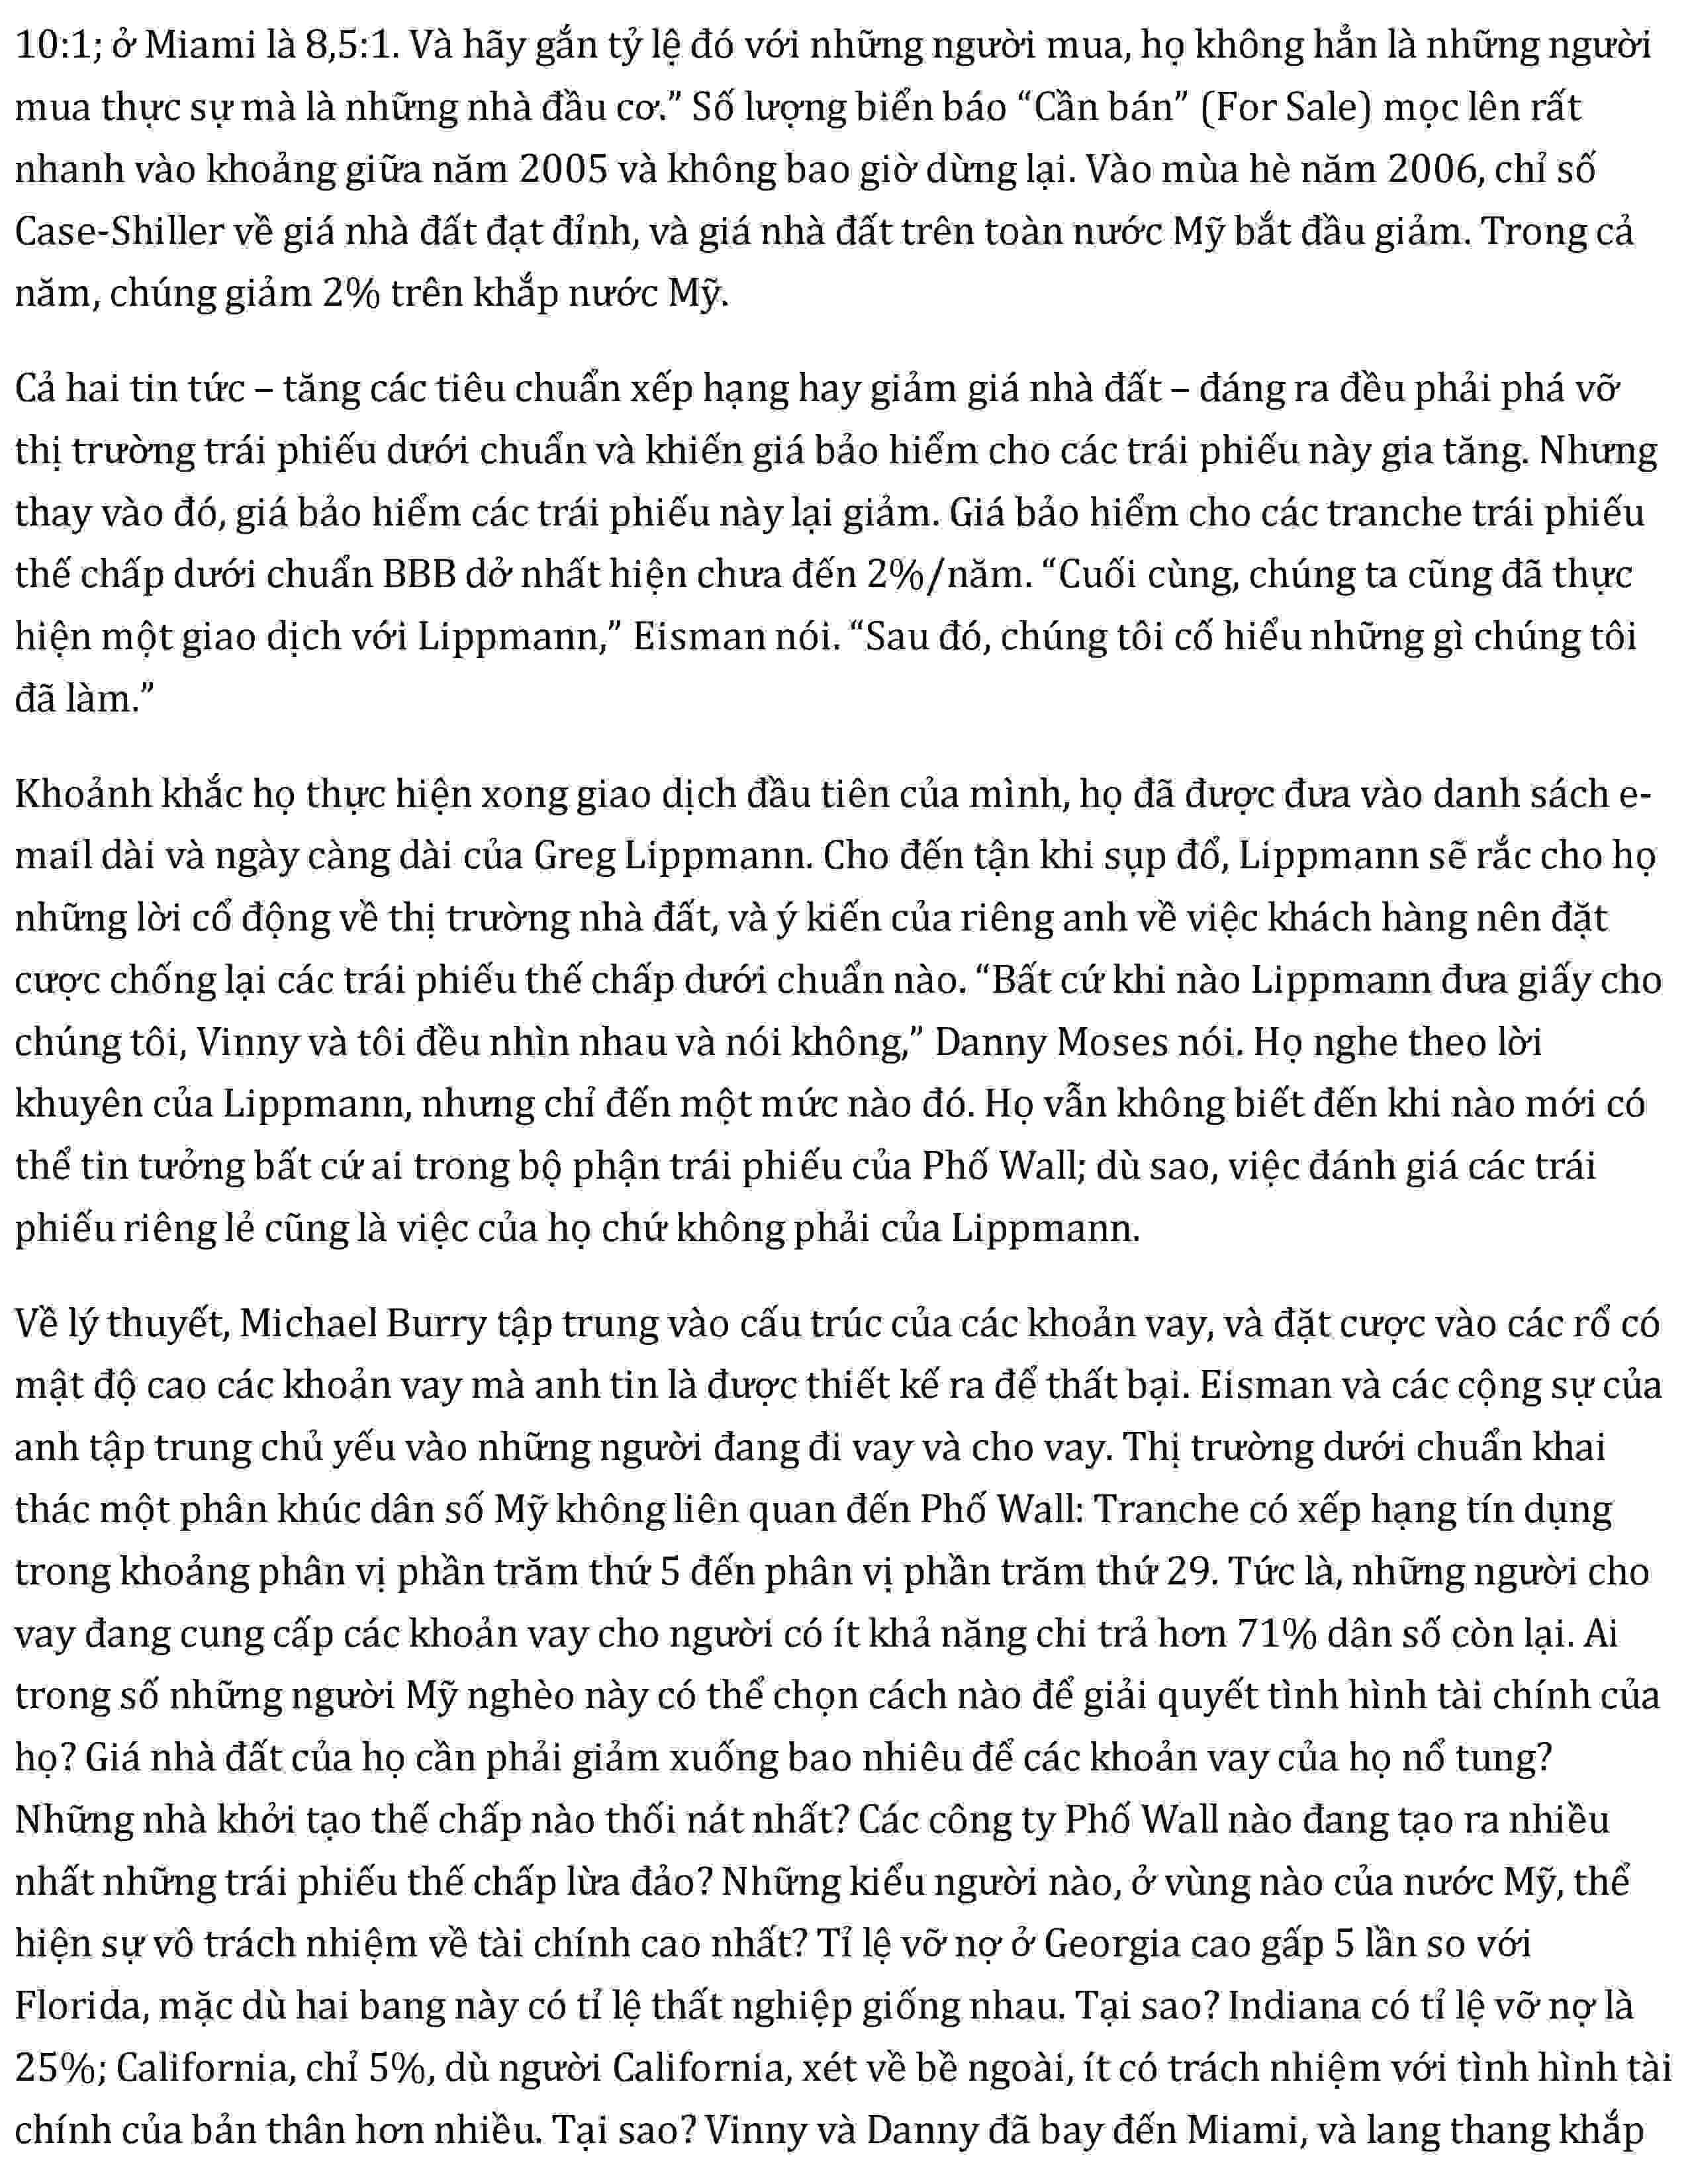 10:1; ở Miami là 8,5:1. Và hãy gắn tỷ lệ đó với những người mua, họ không hẳn là những người
mua thực sự mà là những nhà đầu cơ.” Số lượng biển báo “Cần bán” (For Sale) mọc lên rất
nhanh vào khoảng giữa năm 2005 và không bao giờ dừng lại. Vào mùa hè năm 2006, chỉ số
Case-Shiller về giá nhà đất đạt đỉnh, và giá nhà đất trên toàn nước Mỹ bắt đầu giảm. Trong cả
năm, chúng giảm 2% trên khắp nước Mỹ.
Cả hai tin tức – tăng các tiêu chuẩn xếp hạng hay giảm giá nhà đất – đáng ra đều phải phá vỡ
thị trường trái phiếu dưới chuẩn và khiến giá bảo hiểm cho các trái phiếu này gia tăng. Nhưng
thay vào đó, giá bảo hiểm các trái phiếu này lại giảm. Giá bảo hiểm cho các tranche trái phiếu
thế chấp dưới chuẩn BBB dở nhất hiện chưa đến 2%/năm. “Cuối cùng, chúng ta cũng đã thực
hiện một giao dịch với Lippmann,” Eisman nói. “Sau đó, chúng tôi cố hiểu những gì chúng tôi
đã làm.”
Khoảnh khắc họ thực hiện xong giao dịch đầu tiên của mình, họ đã được đưa vào danh sách e-
mail dài và ngày càng dài của Greg Lippmann. Cho đến tận khi sụp đổ, Lippmann sẽ rắc cho họ
những lời cổ động về thị trường nhà đất, và ý kiến của riêng anh về việc khách hàng nên đặt
cược chống lại các trái phiếu thế chấp dưới chuẩn nào. “Bất cứ khi nào Lippmann đưa giấy cho
chúng tôi, Vinny và tôi đều nhìn nhau và nói không,” Danny Moses nói. Họ nghe theo lời
khuyên của Lippmann, nhưng chỉ đến một mức nào đó. Họ vẫn không biết đến khi nào mới có
thể tin tưởng bất cứ ai trong bộ phận trái phiếu của Phố Wall; dù sao, việc đánh giá các trái
phiếu riêng lẻ cũng là việc của họ chứ không phải của Lippmann.
Về lý thuyết, Michael Burry tập trung vào cấu trúc của các khoản vay, và đặt cược vào các rổ có
mật độ cao các khoản vay mà anh tin là được thiết kế ra để thất bại. Eisman và các cộng sự của
anh tập trung chủ yếu vào những người đang đi vay và cho vay. Thị trường dưới chuẩn khai
thác một phân khúc dân số Mỹ không liên quan đến Phố Wall: Tranche có xếp hạng tín dụng
trong khoảng phân vị phần trăm thứ 5 đến phân vị phần trăm thứ 29. Tức là, những người cho
vay đang cung cấp các khoản vay cho người có ít khả năng chi trả hơn 71% dân số còn lại. Ai
trong số những người Mỹ nghèo này có thể chọn cách nào để giải quyết tình hình tài chính của
họ? Giá nhà đất của họ cần phải giảm xuống bao nhiêu để các khoản vay của họ nổ tung?
Những nhà khởi tạo thế chấp nào thối nát nhất? Các công ty Phố Wall nào đang tạo ra nhiều
nhất những trái phiếu thế chấp lừa đảo? Những kiểu người nào, ở vùng nào của nước Mỹ, thể
hiện sự vô trách nhiệm về tài chính cao nhất? Tỉ lệ vỡ nợ ở Georgia cao gấp 5 lần so với
Florida, mặc dù hai bang này có tỉ lệ thất nghiệp giống nhau. Tại sao? Indiana có tỉ lệ vỡ nợ là
25%; California, chỉ 5%, dù người California, xét về bề ngoài, ít có trách nhiệm với tình hình tài
chính của bản thân hơn nhiều. Tại sao? Vinny và Danny đã bay đến Miami, và lang thang khắp